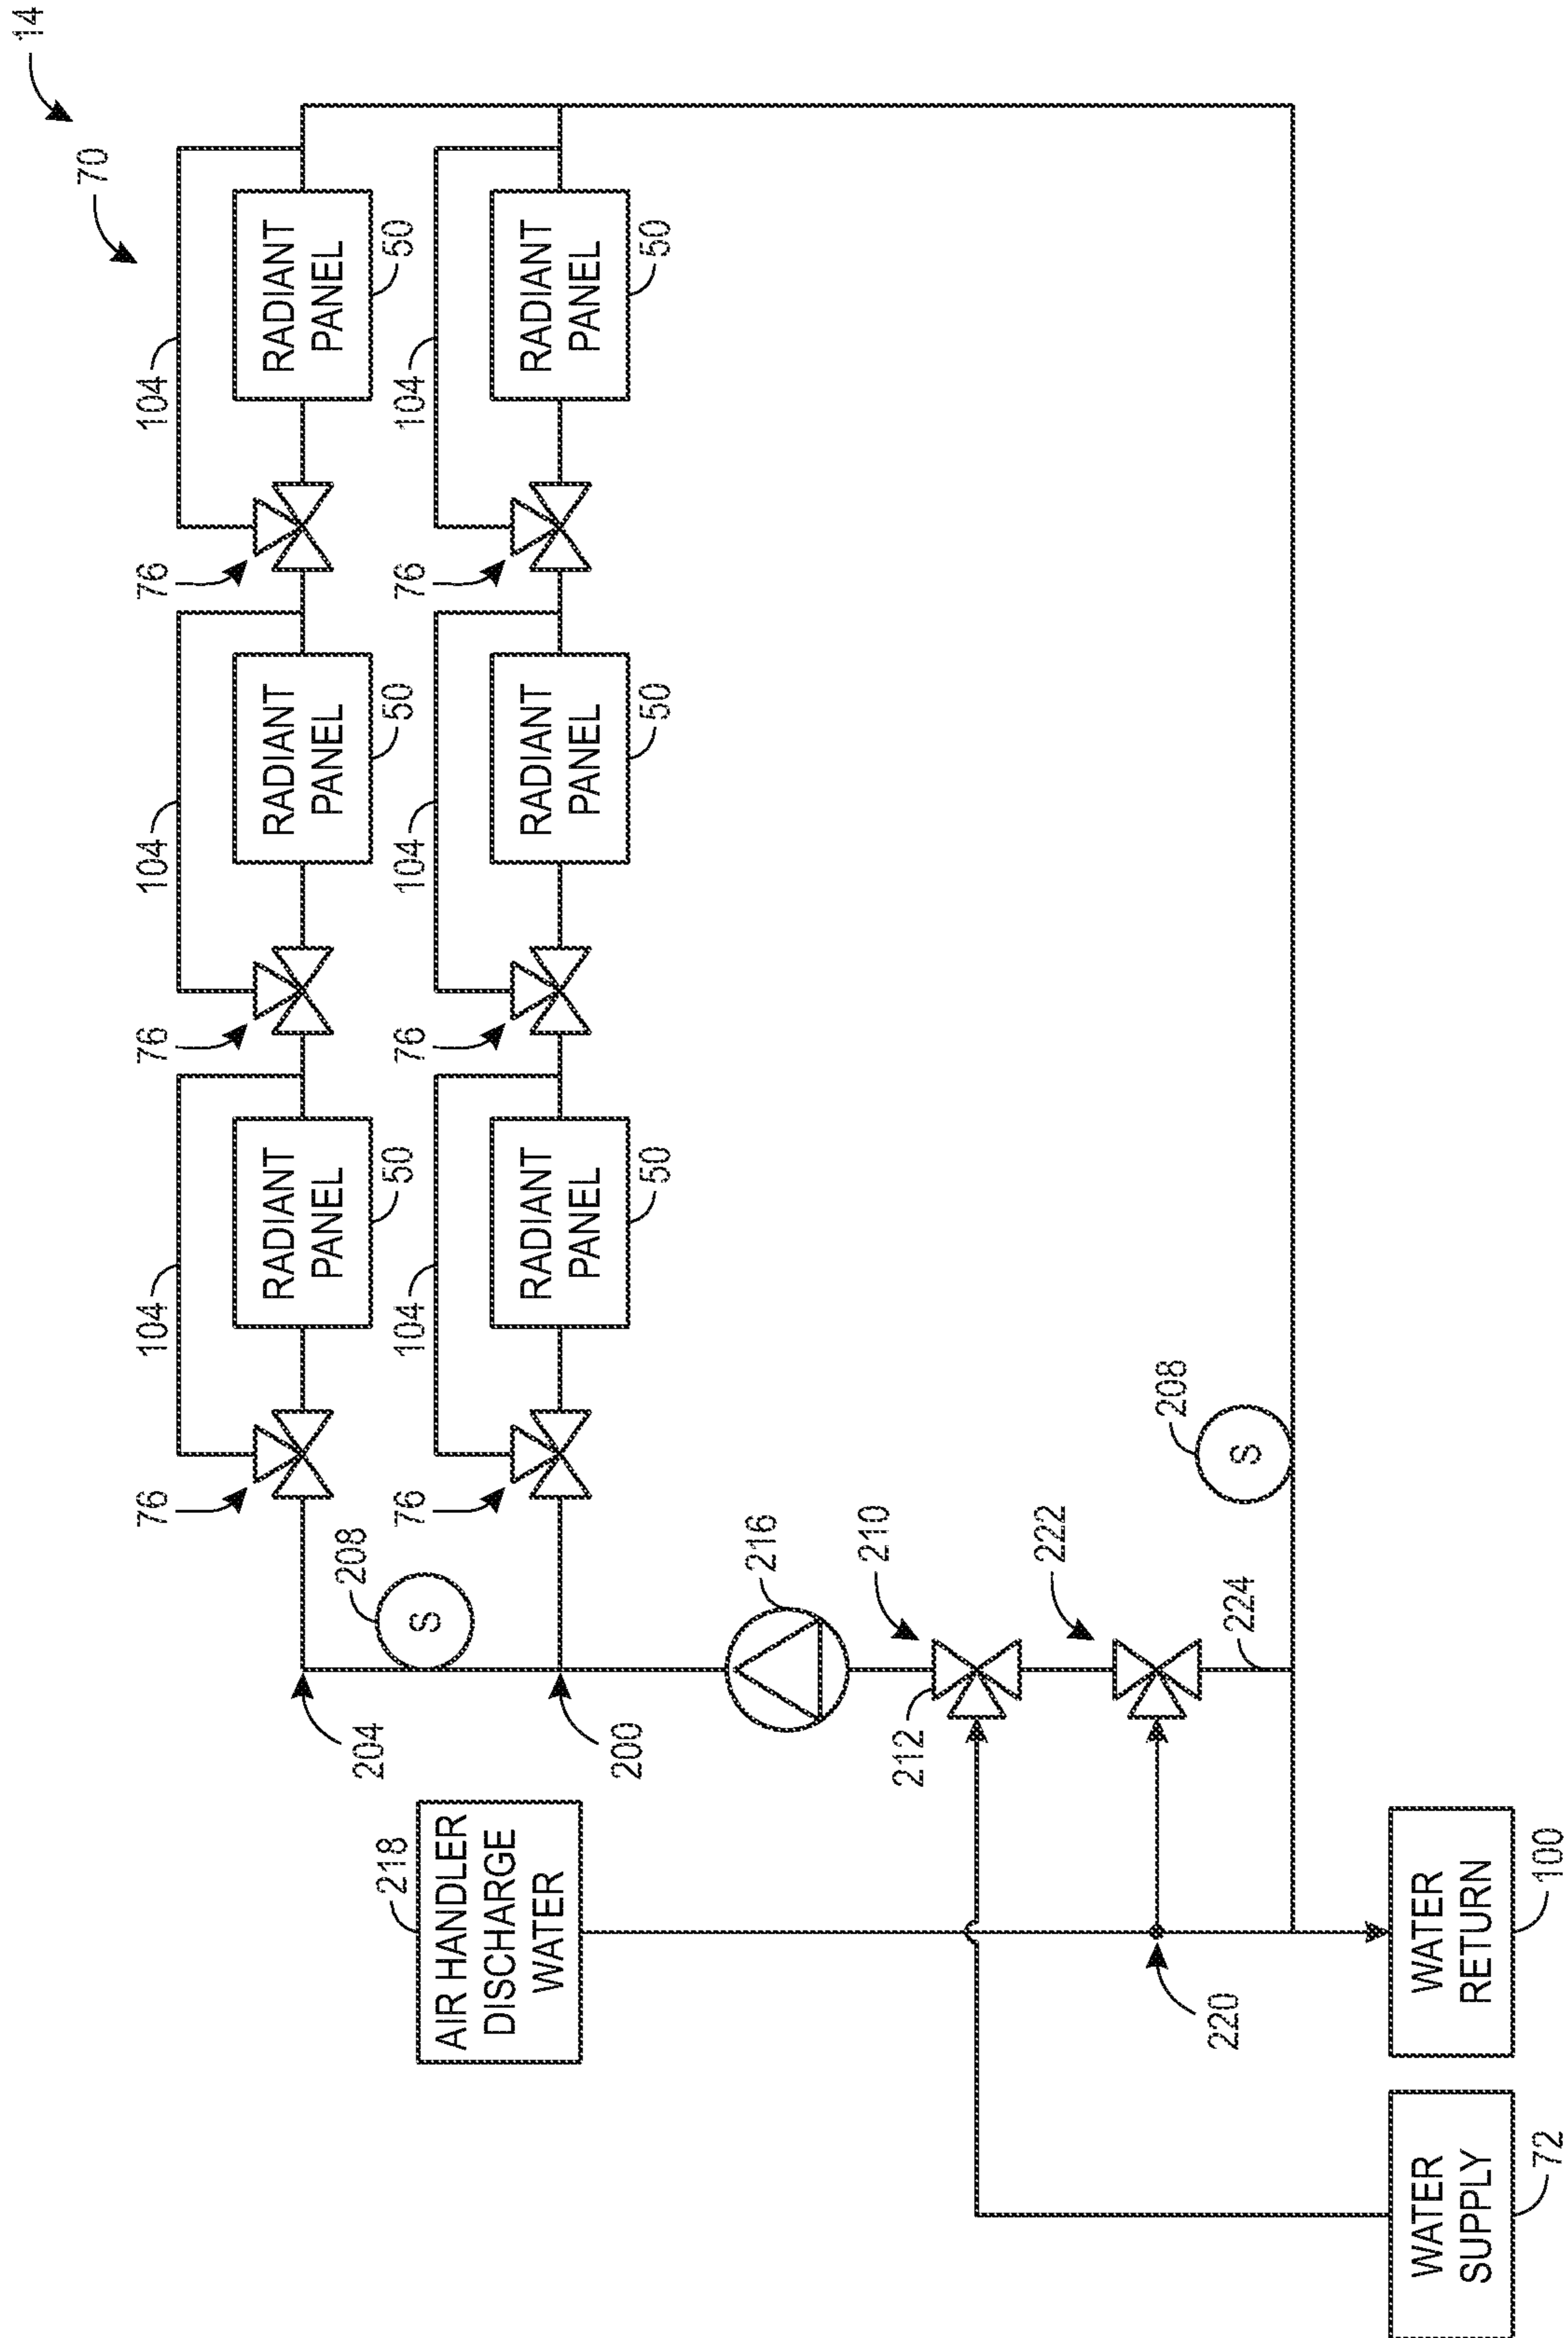 14
70
104
104
104
76
76
76
RADIANT
PANEL
RADIANT
PANEL
RADIANT
PANEL
50
50
50
208
S
204
104
104
104
76
76
76
RADIANT
PANEL
RADIANT
PANEL
RADIANT
PANEL
50
50
50
200
218
AIR HANDLER
DISCHARGE
WATER
216
210
212
222
208
S
224
220
WATER
SUPPLY
72
WATER
RETURN
100